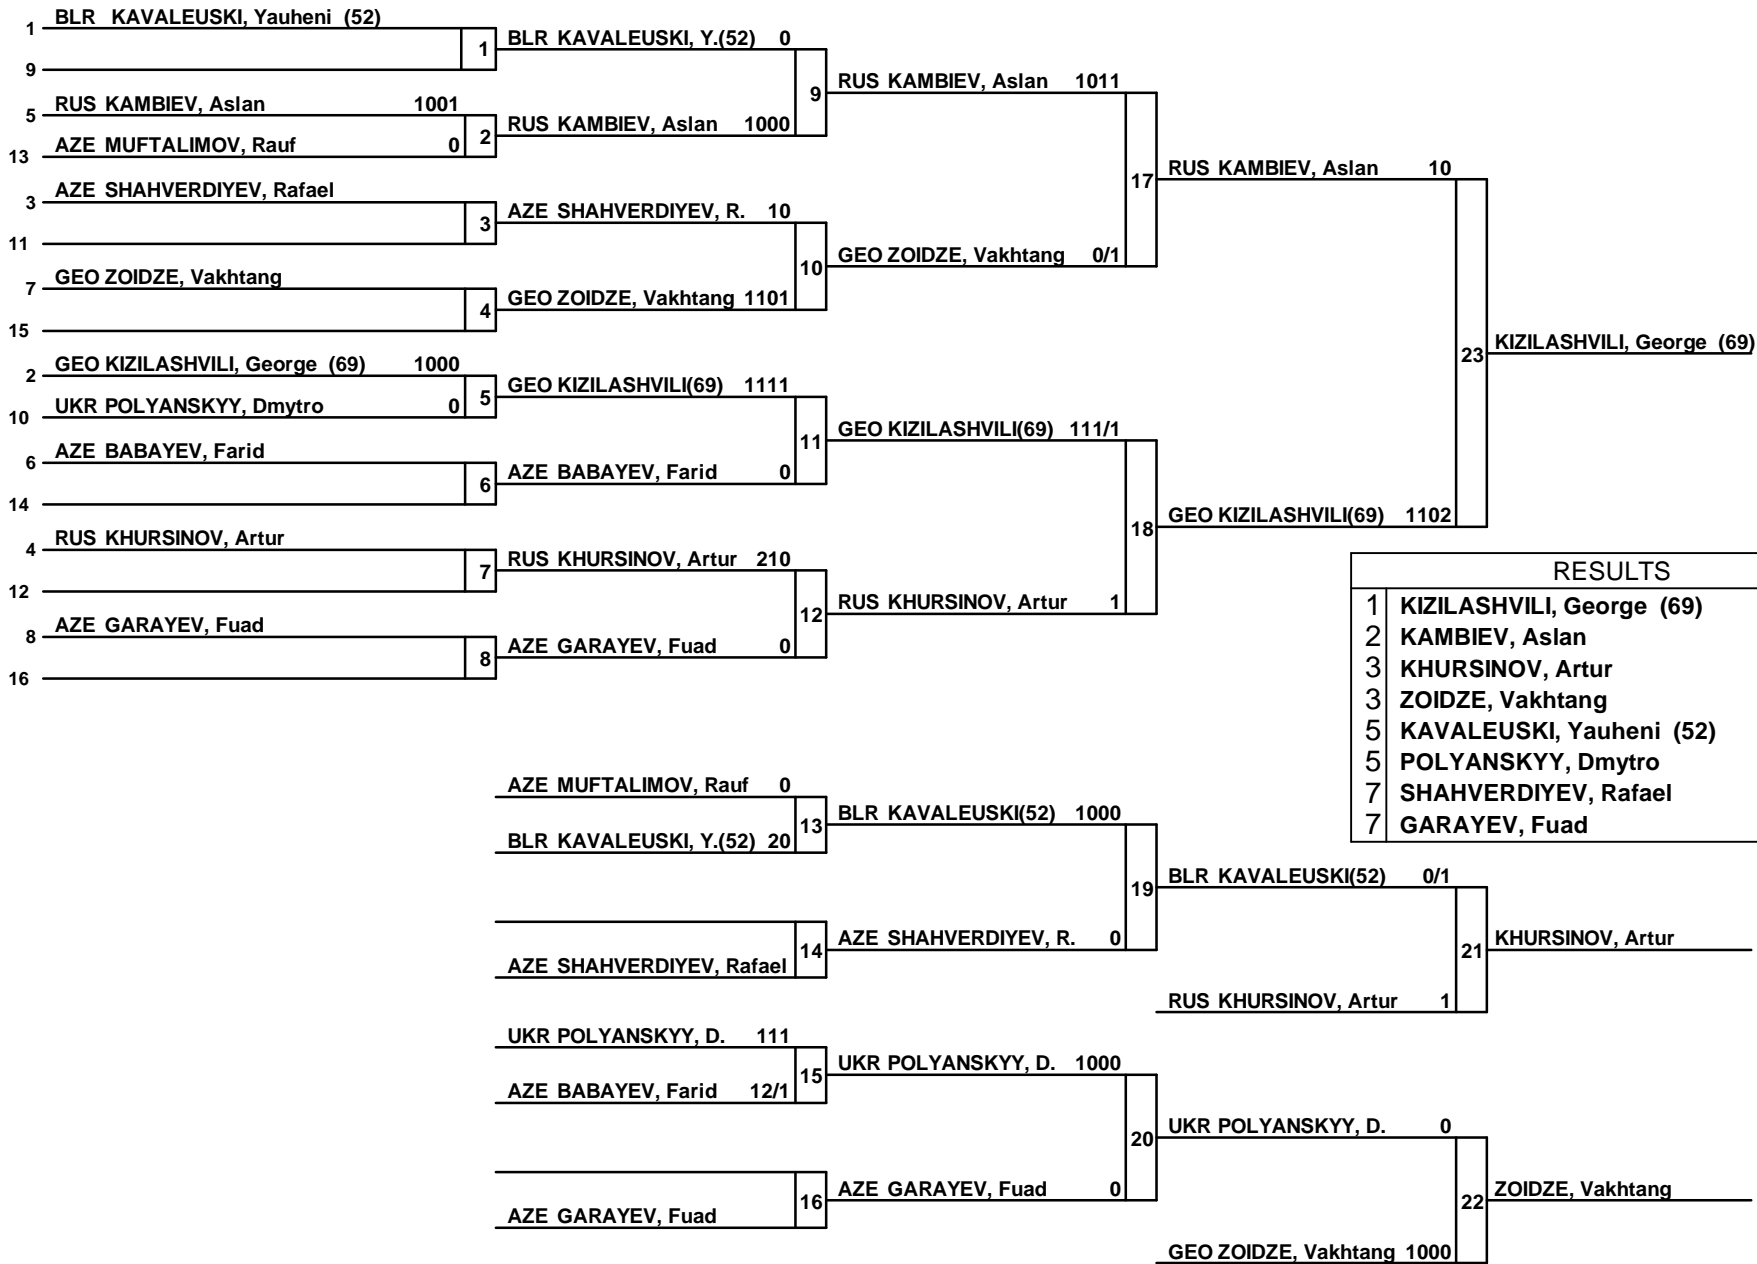 1 BLR KAVALEUSKI, Yauheni (52)
1 BLR KAVALEUSKI, Y.(52) 0
9
9 RUS KAMBIEV, Aslan 1011
5 RUS KAMBIEV, Aslan 1001
2 RUS KAMBIEV, Aslan 1000
13 AZE MUFTALIMOV, Rauf 0
17 RUS KAMBIEV, Aslan 10
3 AZE SHAHVERDIYEV, Rafael
3 AZE SHAHVERDIYEV, R. 10
11
10 GEO ZOIDZE, Vakhtang 0/1
7 GEO ZOIDZE, Vakhtang
4 GEO ZOIDZE, Vakhtang 1101
15
23 KIZILASHVILI, George (69)
2 GEO KIZILASHVILI, George (69) 1000
5 GEO KIZILASHVILI(69) 1111
10 UKR POLYANSKYY, Dmytro 0
11 GEO KIZILASHVILI(69) 111/1
6 AZE BABAYEV, Farid
6 AZE BABAYEV, Farid 0
14
18 GEO KIZILASHVILI(69) 1102
4 RUS KHURSINOV, Artur
7 RUS KHURSINOV, Artur 210
12
12 RUS KHURSINOV, Artur 1
8 AZE GARAYEV, Fuad
8 AZE GARAYEV, Fuad 0
16
RESULTS
1 KIZILASHVILI, George (69)
2 KAMBIEV, Aslan
3 KHURSINOV, Artur
3 ZOIDZE, Vakhtang
5 KAVALEUSKI, Yauheni (52)
5 POLYANSKYY, Dmytro
7 SHAHVERDIYEV, Rafael
7 GARAYEV, Fuad
AZE MUFTALIMOV, Rauf 0
13 BLR KAVALEUSKI(52) 1000
BLR KAVALEUSKI, Y.(52) 20
19 BLR KAVALEUSKI(52) 0/1
14 AZE SHAHVERDIYEV, R. 0
AZE SHAHVERDIYEV, Rafael
21 KHURSINOV, Artur
RUS KHURSINOV, Artur 1
UKR POLYANSKYY, D. 111
15 UKR POLYANSKYY, D. 1000
AZE BABAYEV, Farid 12/1
20 UKR POLYANSKYY, D. 0
16 AZE GARAYEV, Fuad 0
AZE GARAYEV, Fuad
22 ZOIDZE, Vakhtang
GEO ZOIDZE, Vakhtang 1000